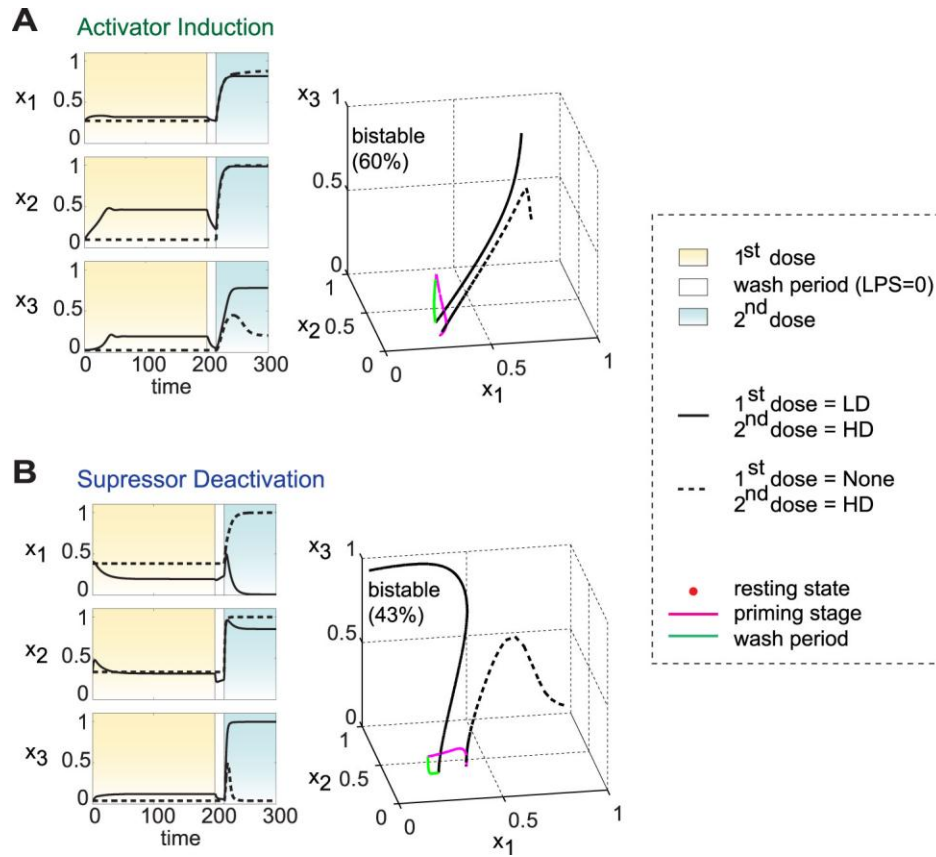 A Activator Induction
1
x1 0.5
0
1
x2 0.5
0
1
x3 0.5
0
0 100 200 300
time
x3 1
bistable
(60%)
0.5
0
1
x2 0.5
0
0 0.5 1
x1
B Supressor Deactivation
1
x1 0.5
0
1
x2 0.5
0
1
x3 0.5
0
0 100 200 300
time
x3 1
bistable
(43%)
0.5
0
1
x2 0.5
0
0 0.5 1
x1
1st dose
wash period (LPS=0)
2nd dose
1st dose = LD
2nd dose = HD
1st dose = None
2nd dose = HD
resting state
priming stage
wash period